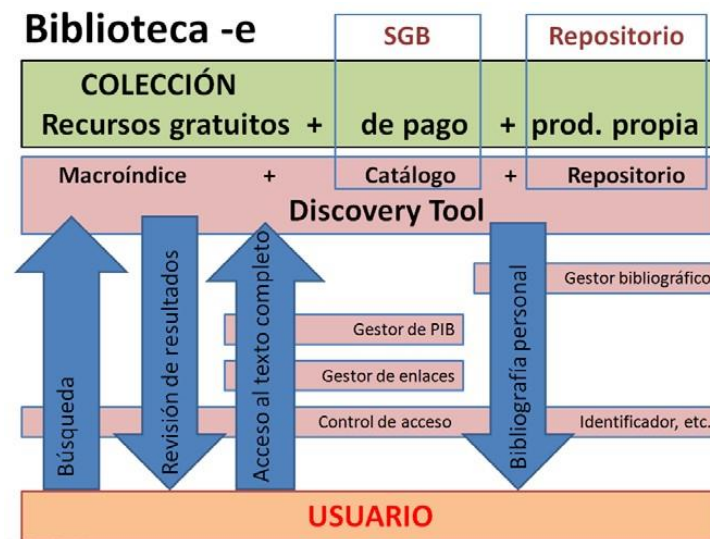 Biblioteca -e
SGB
Repositorio
COLECCIÓN
Recursos gratuitos + de pago + prod. propia
Macroíndice + Catálogo + Repositorio
Discovery Tool
Búsqueda
Revisión de resultados
Acceso al texto completo
Bibliografía personal
Gestor bibliográfico
Gestor de PIB
Gestor de enlaces
Control de acceso
Identificador, etc.
USUARIO